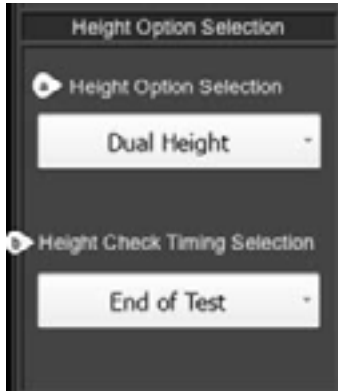 Height Option Selection
a Height Option Selection
Dual Height
b Height Check Timing Selection
End of Test